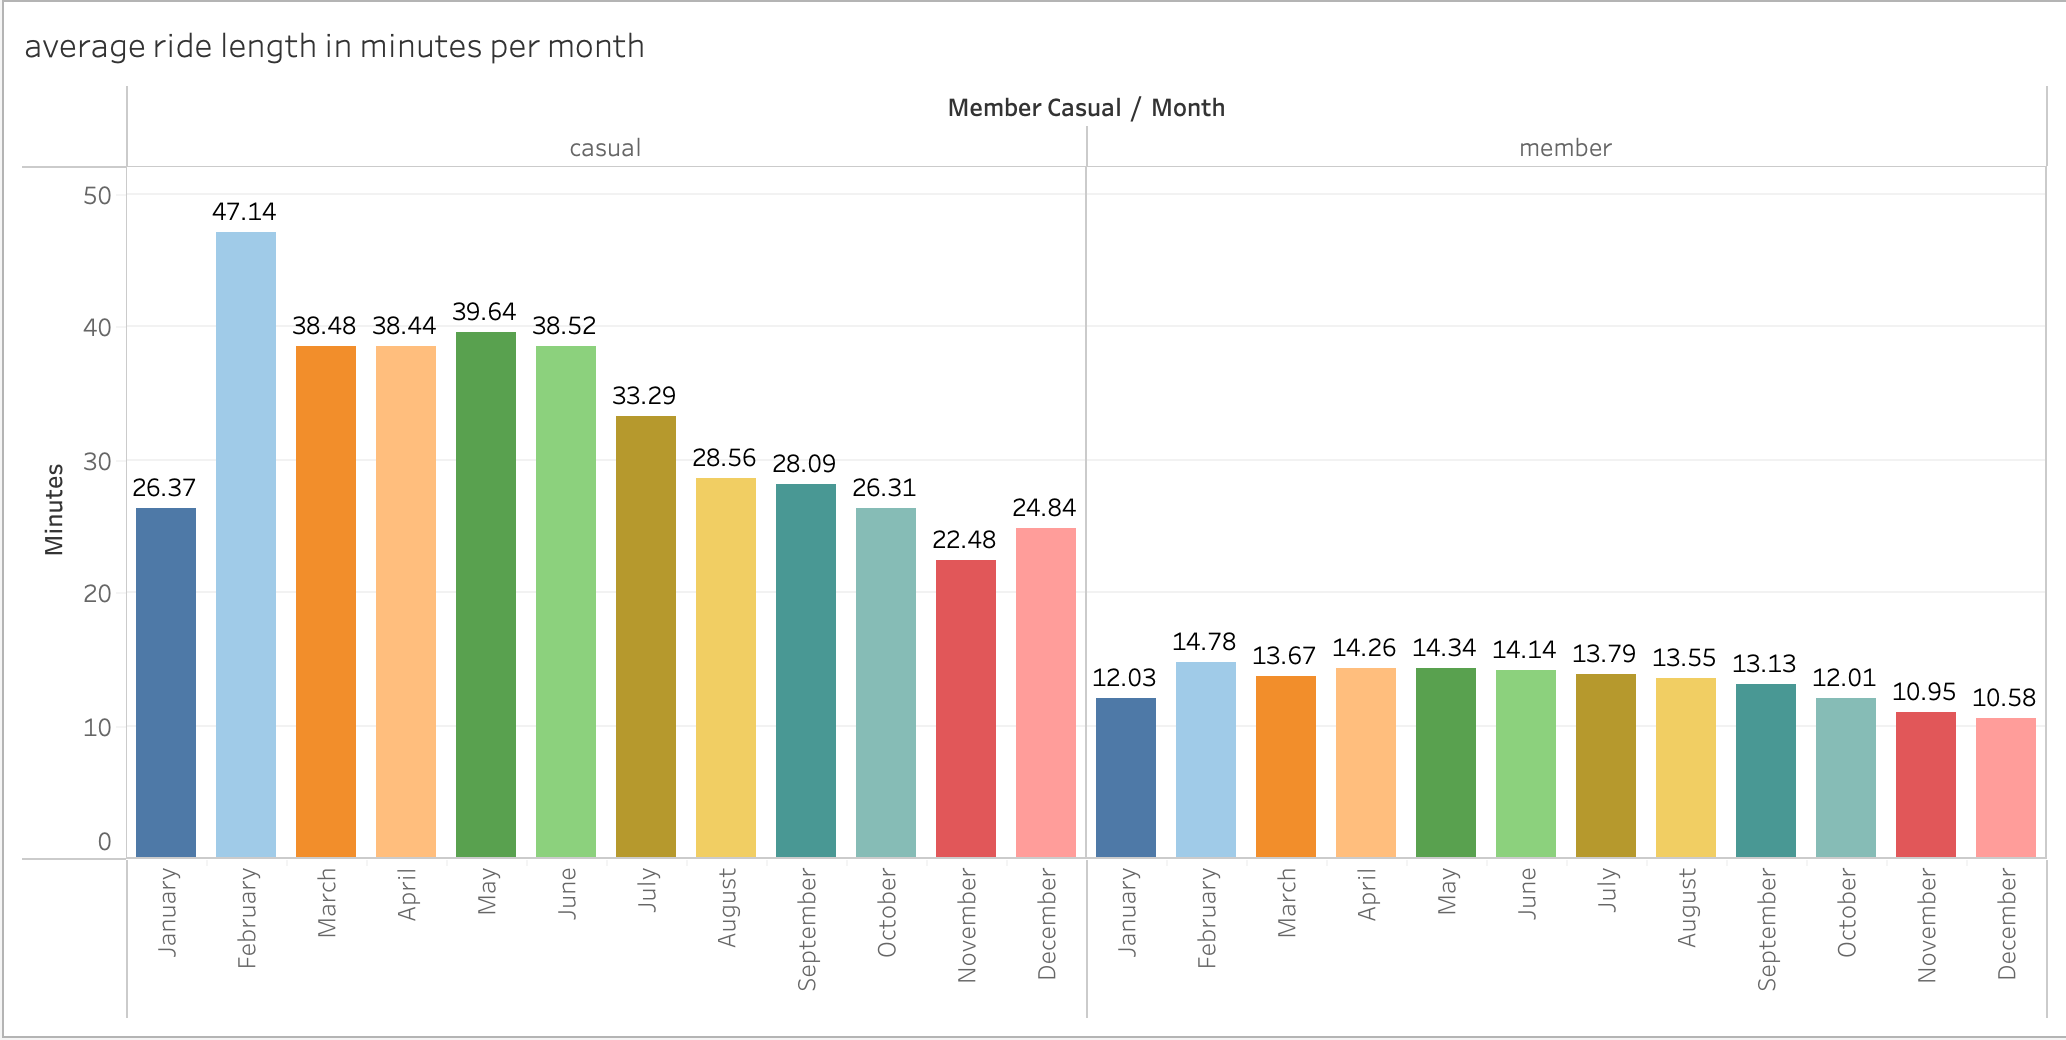 average ride length in minutes per month
Member Casual / Month
casual member
50
40
30
20
10
0
Minutes
26.37 47.14 38.48 38.44 39.64 38.52 33.29 28.56 28.09 26.31 22.48 24.84
12.03 14.78 13.67 14.26 14.34 14.14 13.79 13.55 13.13 12.01 10.95 10.58
January February March April May June July August September October November December
January February March April May June July August September October November December